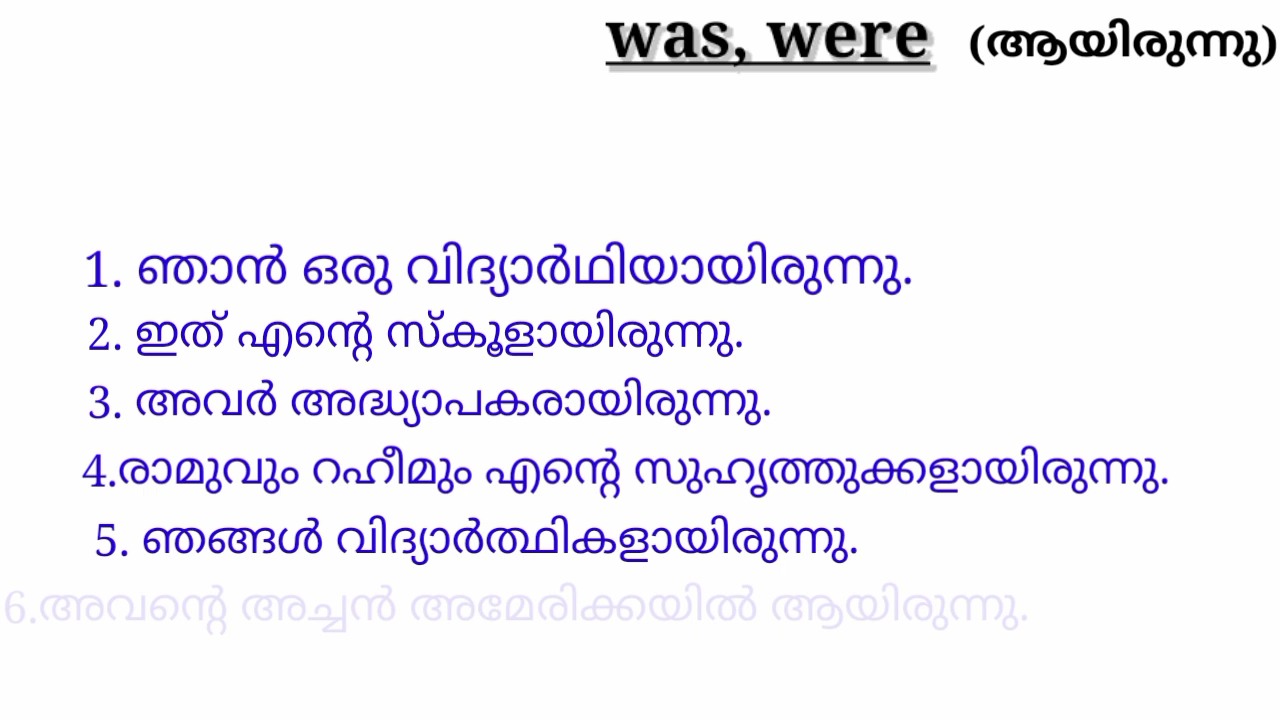 was, were (ആയിരുന്നു)
1. ഞാൻ ഒരു വിദ്യാർഥിയായിരുന്നു.
2. ഇത് എന്റെ സ്കൂളായിരുന്നു.
3. അവർ അദ്ധ്യാപകരായിരുന്നു.
4.രാമുവും റഹീമും എന്റെ സുഹൃത്തുക്കളായിരുന്നു.
5. ഞങ്ങൾ വിദ്യാർത്ഥികളായിരുന്നു.
6.അവന്റെ അച്ചൻ അമേരിക്കയിൽ ആയിരുന്നു.